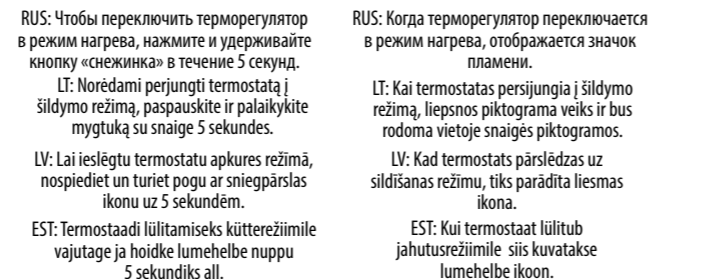 RUS: Чтобы переключить терморегулятор
в режим нагрева, нажмите и удерживайте
кнопку «снежинка» в течение 5 секунд.
LT: Norėdami perjungti termostatą į
šildymo režimą, paspauskite ir palaikykite
mygtuką su snaige 5 sekundes.
LV: Lai ieslēgtu termostatu apkures režīmā,
nospiediet un turiet pogu ar sniegpārslas
ikonu uz 5 sekundēm.
EST: Termostaadi lülitamiseks kütterežiimile
vajutage ja hoidke lumehelbe nuppu
5 sekundiks all.
RUS: Когда терморегулятор переключается
в режим нагрева, отображается значок
пламени.
LT: Kai termostatas persijungia į šildymo
režimą, liepsnos piktograma veiks ir bus
rodoma vietoje snaigės piktogramos.
LV: Kad termostats pārslēdzas uz
sildīšanas režīmu, tiks parādīta liesmas
ikona.
EST: Kui termostaat lülitub
jahutusrežiimile siis kuvatakse
lumehelbe ikoon.